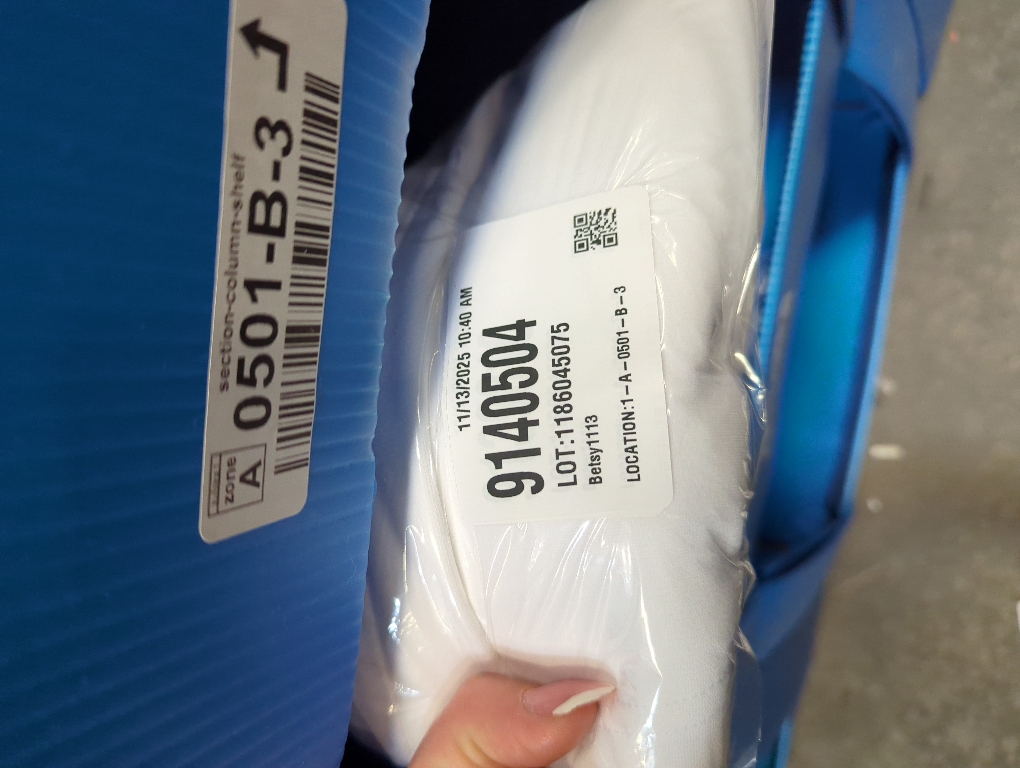 section-column-shelf
zone
A
0501-B-3
11/13/2025 10:40 AM
9140504
LOT:1186045075
Betsy1113
LOCATION:1-A-0501-B-3